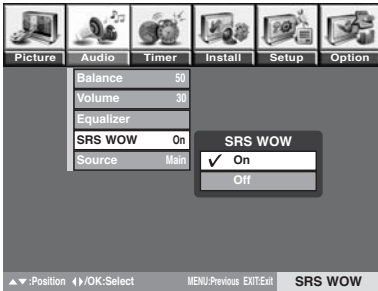 Picture Audio Timer Install Setup Option
Balance 50
Volume 30
Equalizer
SRS WOW On
Source Main
SRS WOW
✓ On
Off
▲▼:Position ◀▶/OK:Select MENU:Previous EXIT:Exit SRS WOW